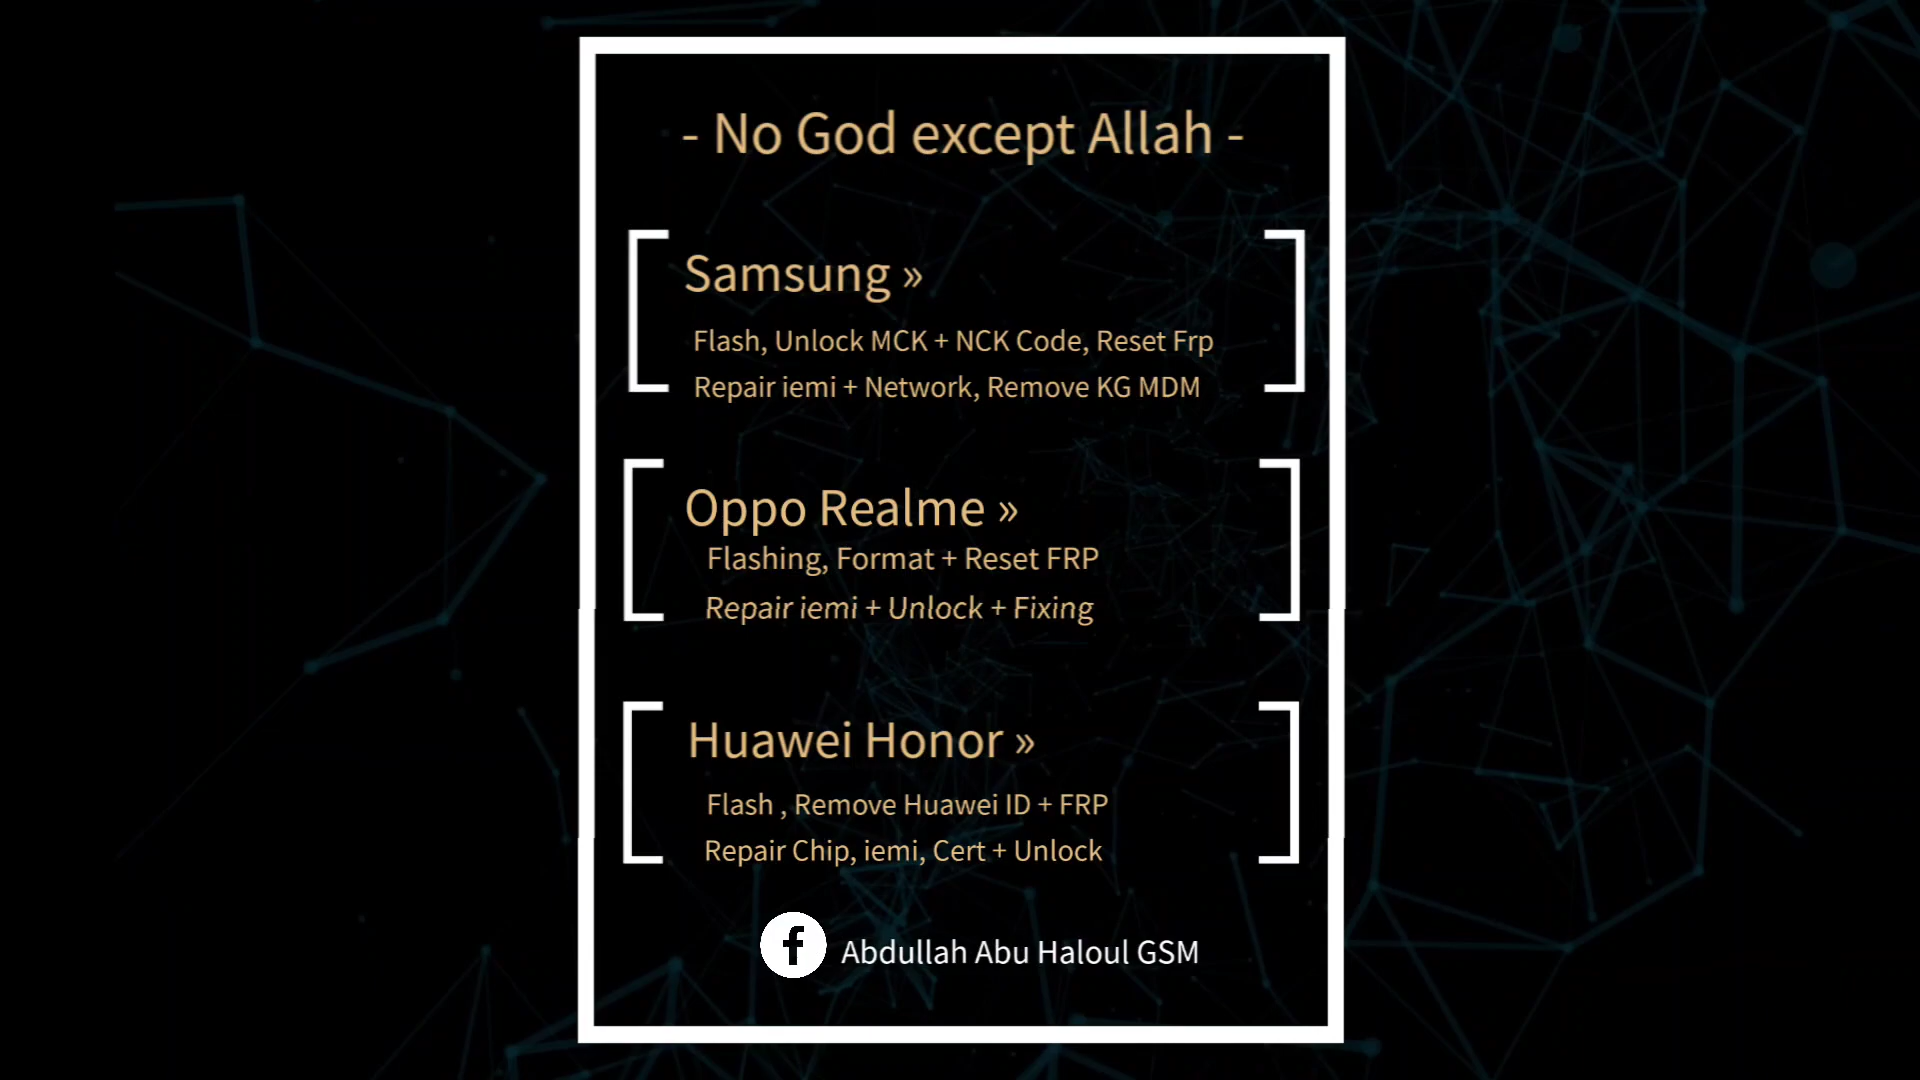 - No God except Allah -
Samsung »
Flash, Unlock MCK + NCK Code, Reset Frp
Repair iemi + Network, Remove KG MDM
Oppo Realme »
Flashing, Format + Reset FRP
Repair iemi + Unlock + Fixing
Huawei Honor »
Flash , Remove Huawei ID + FRP
Repair Chip, iemi, Cert + Unlock
f Abdullah Abu Haloul GSM